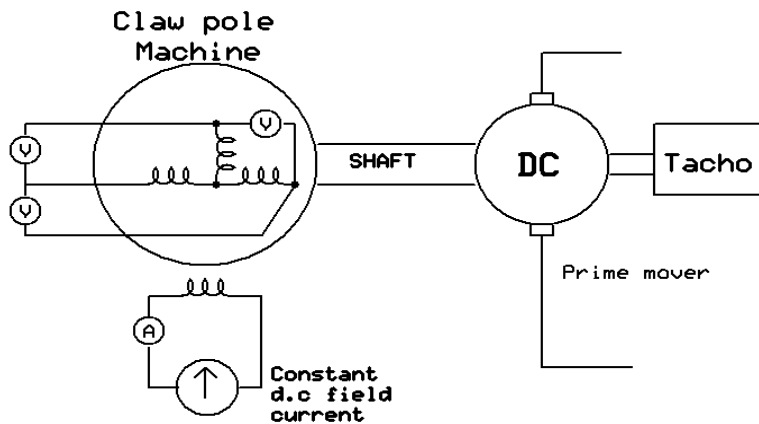 Claw pole
Machine
V
V
V
SHAFT
DC
Tacho
Prime mover
A
Constant
d.c field
current